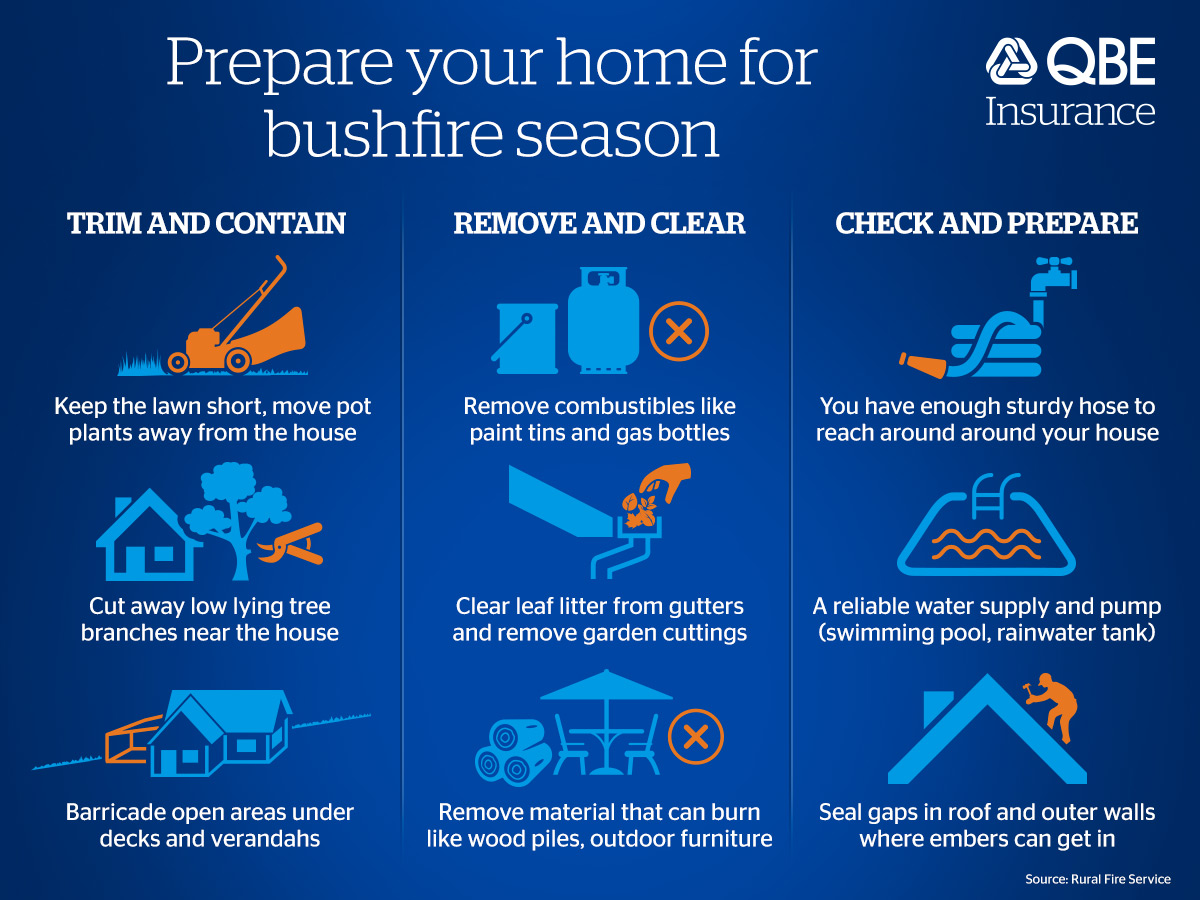 Prepare your home for
bushfire season
QBE
Insurance
TRIM AND CONTAIN
Keep the lawn short, move pot
plants away from the house
Cut away low lying tree
branches near the house
Barricade open areas under
decks and verandahs
REMOVE AND CLEAR
Remove combustibles like
paint tins and gas bottles
Clear leaf litter from gutters
and remove garden cuttings
Remove material that can burn
like wood piles, outdoor furniture
CHECK AND PREPARE
You have enough sturdy hose to
reach around around your house
A reliable water supply and pump
(swimming pool, rainwater tank)
Seal gaps in roof and outer walls
where embers can get in
Source: Rural Fire Service